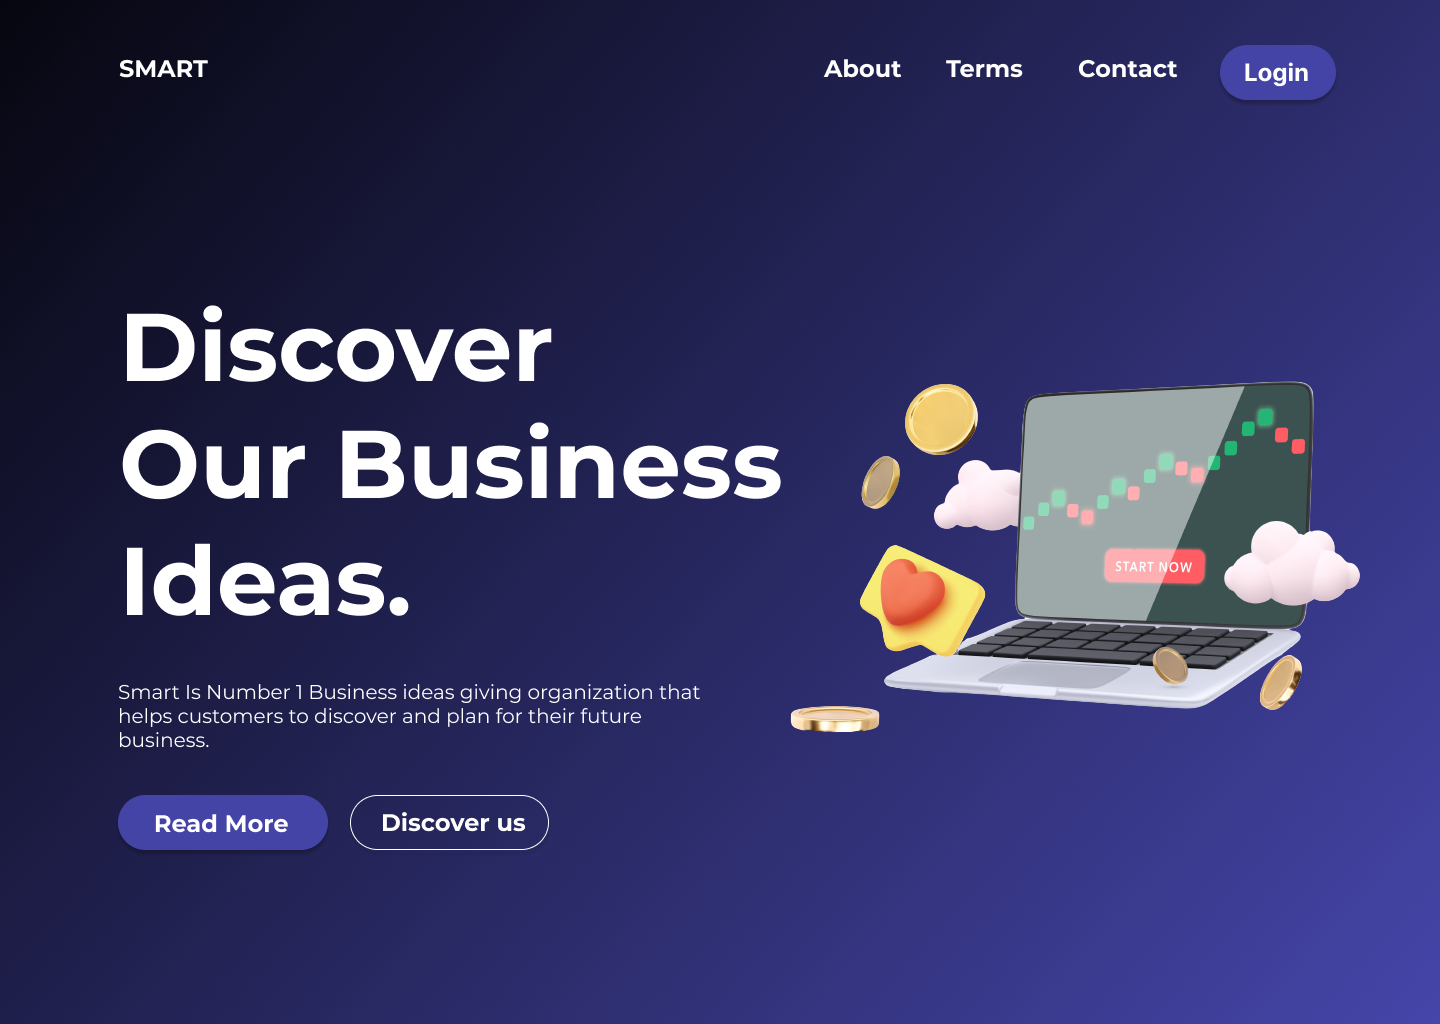 SMART
About Terms Contact Login
Discover
Our Business
Ideas.
START NOW
Smart Is Number 1 Business ideas giving organization that
helps customers to discover and plan for their future
business.
Read More Discover us